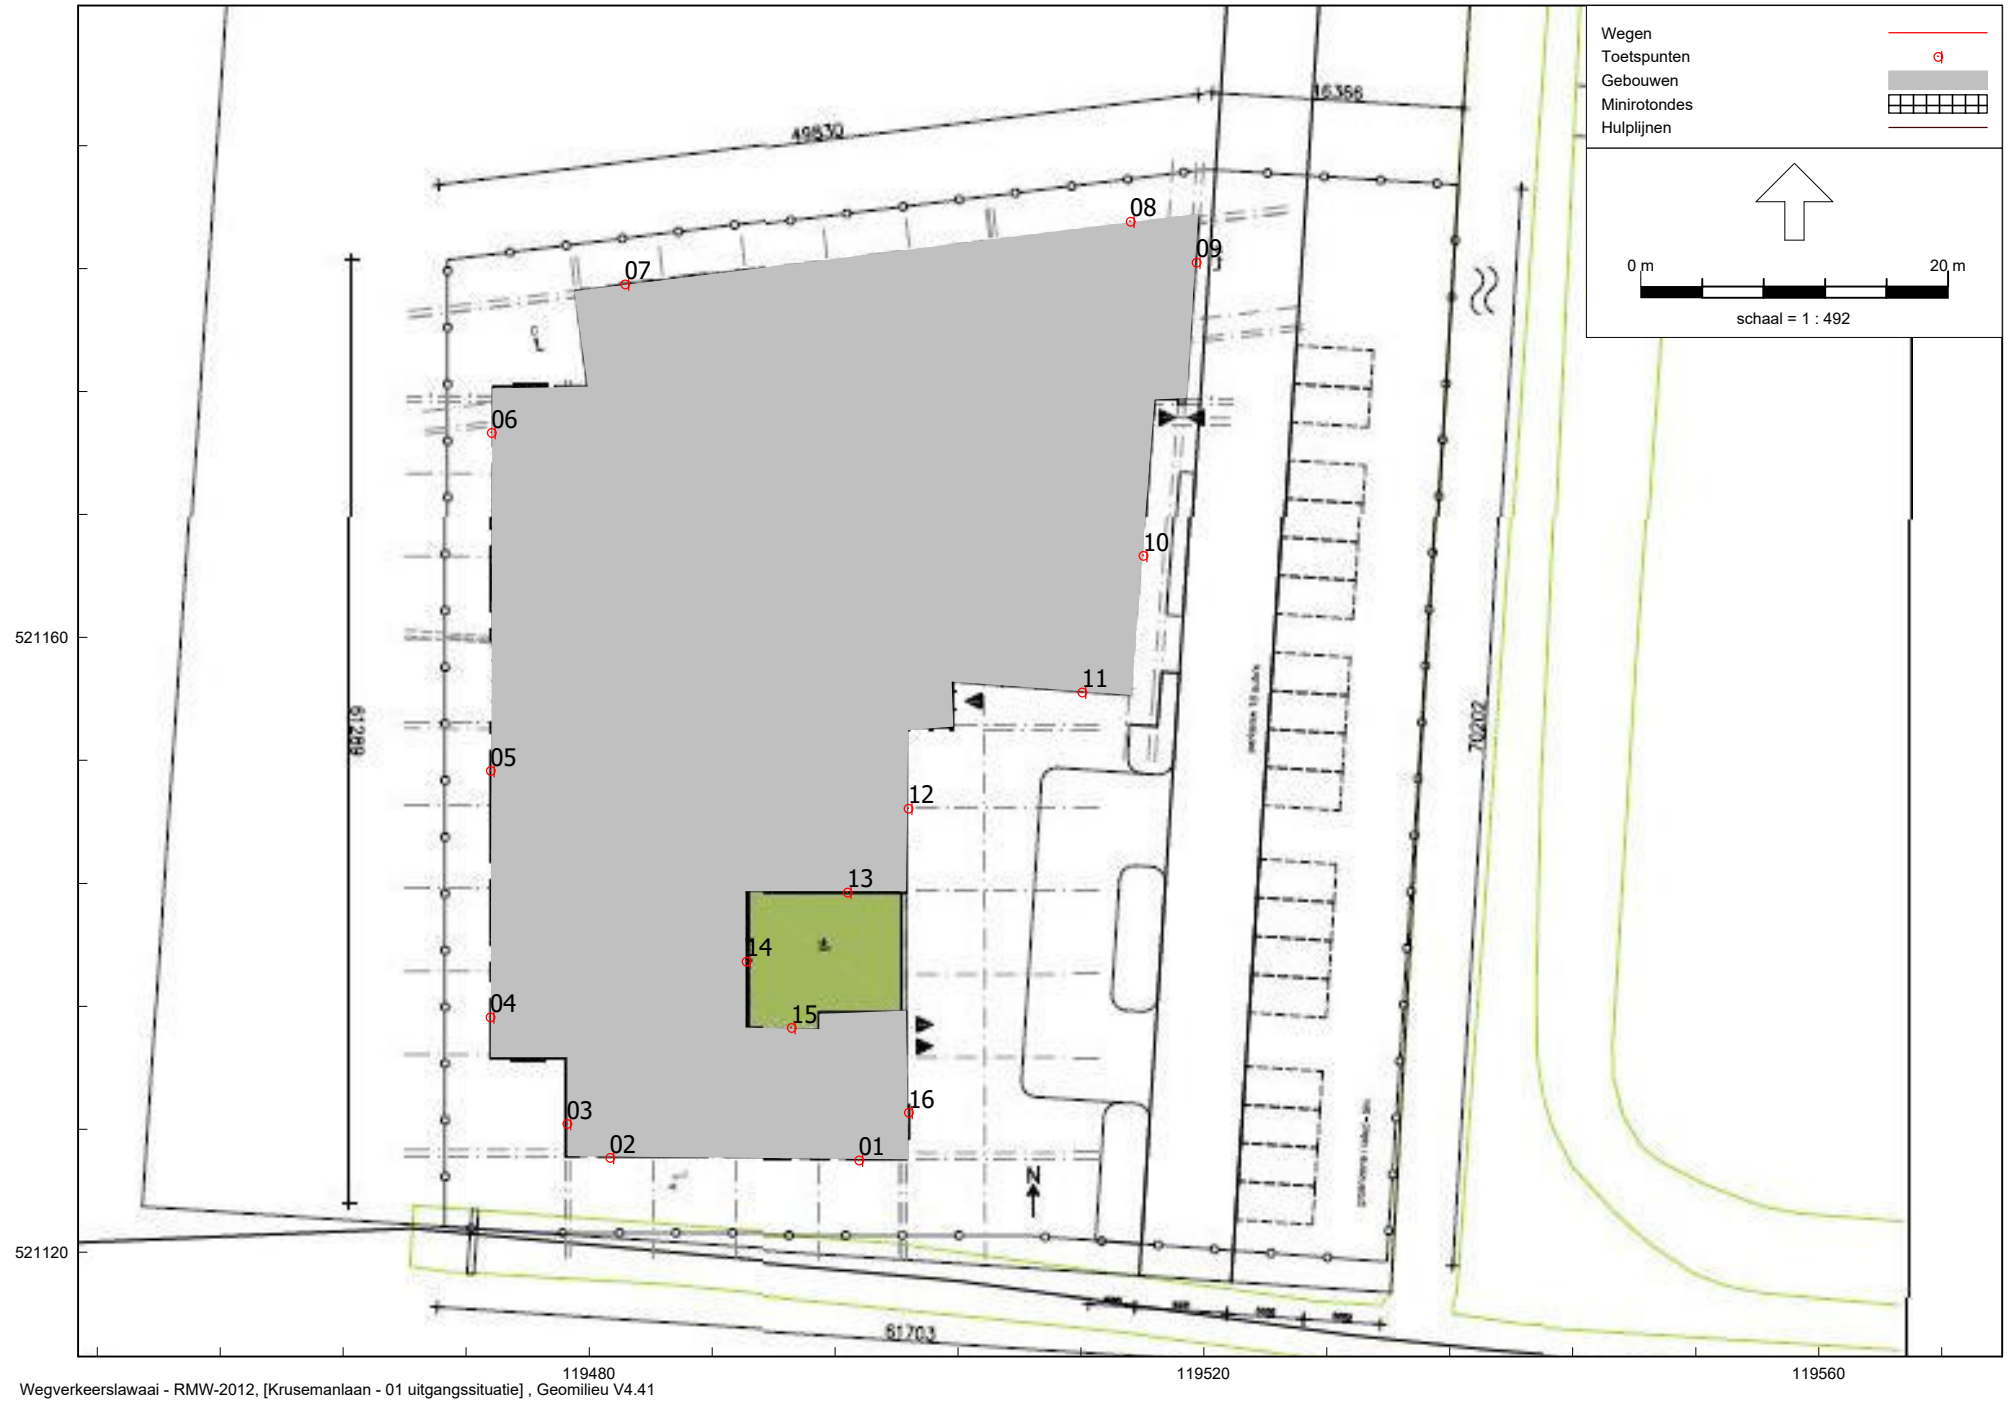 Wegen
Toetspunten
Gebouwen
Minirotondes
Hulplijnen
0 m 20 m
schaal = 1 : 492
16366
49830
08
09
07
06
10
521160
11
61289
70202
05
12
13
14
04
15
16
03
02
01
N
521120
61703
119480 119520 119560
Wegverkeerslawaai - RMW-2012, [Krusemanlaan - 01 uitgangssituatie] , Geomilieu V4.41